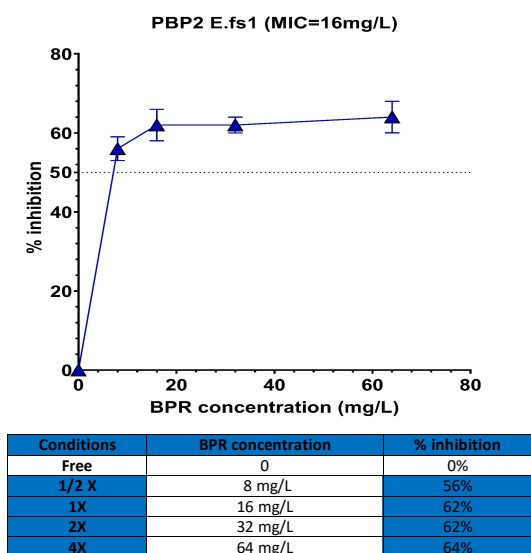 PBP2 E.fs1 (MIC=16mg/L)
80
60
50
40
20
0
% inhibition
0 20 40 60 80
BPR concentration (mg/L)
Conditions BPR concentration % inhibition
Free 0 0%
1/2 X 8 mg/L 56%
1X 16 mg/L 62%
2X 32 mg/L 62%
4X 64 mg/L 64%